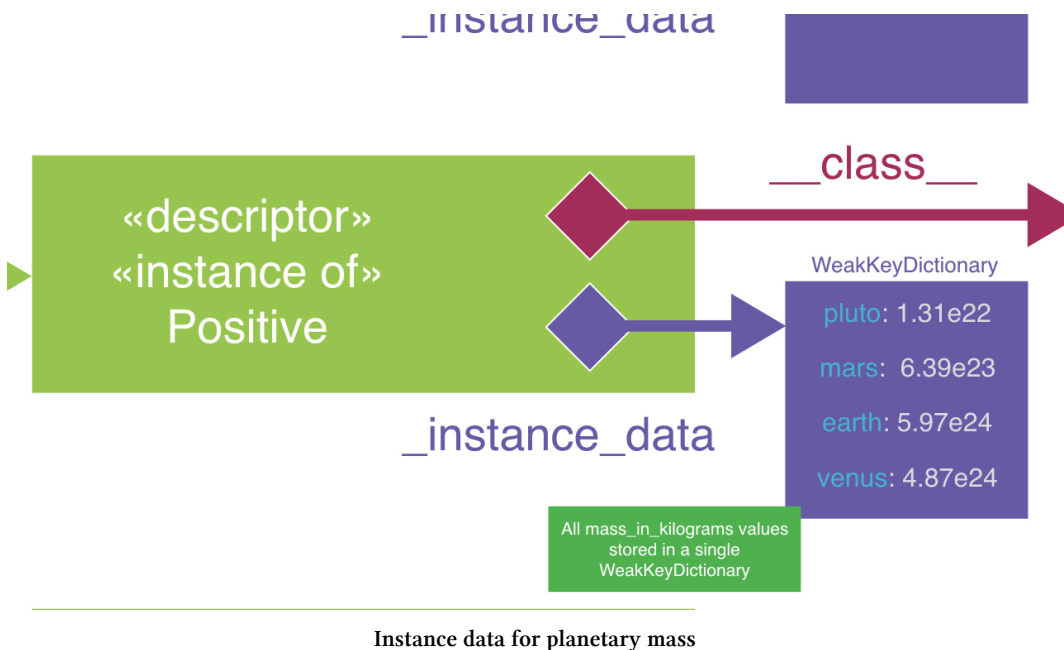 _instance_data
__class__
«descriptor»
«instance of»
Positive
WeakKeyDictionary
pluto: 1.31e22
mars: 6.39e23
earth: 5.97e24
venus: 4.87e24
_instance_data
All mass_in_kilograms values
stored in a single
WeakKeyDictionary
Instance data for planetary mass